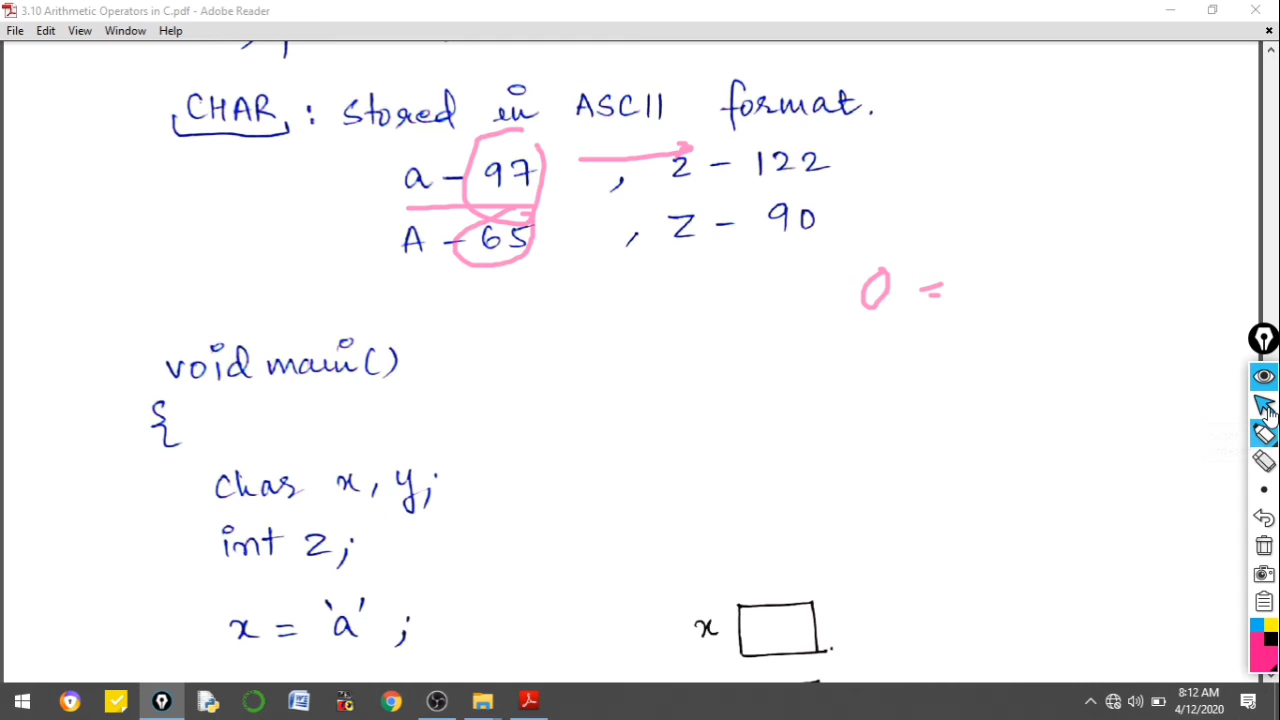 3.10 Arithmetic Operators in C.pdf - Adobe Reader
File Edit View Window Help
CHAR : stored in ASCII format.
a - 97 , z - 122
A - 65 , Z - 90
0 =
void main()
{
char x, y;
int z;
x = 'a' ;
x
8:12 AM
4/12/2020